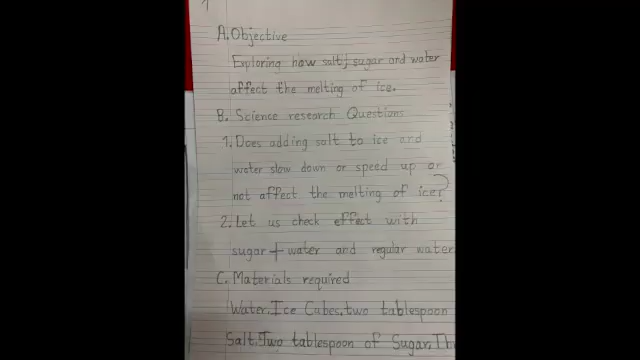 A. Objective
Exploring how salt, sugar and water
affect the melting of ice.
B. Science research Questions
1. Does adding salt to ice and
water slow down or speed up or
not affect the melting of ice?
2. Let us check effect with
sugar + water and regular water
C. Materials required
Water, Ice Cubes, two tablespoon
Salt, Two tablespoon of Sugar, Th